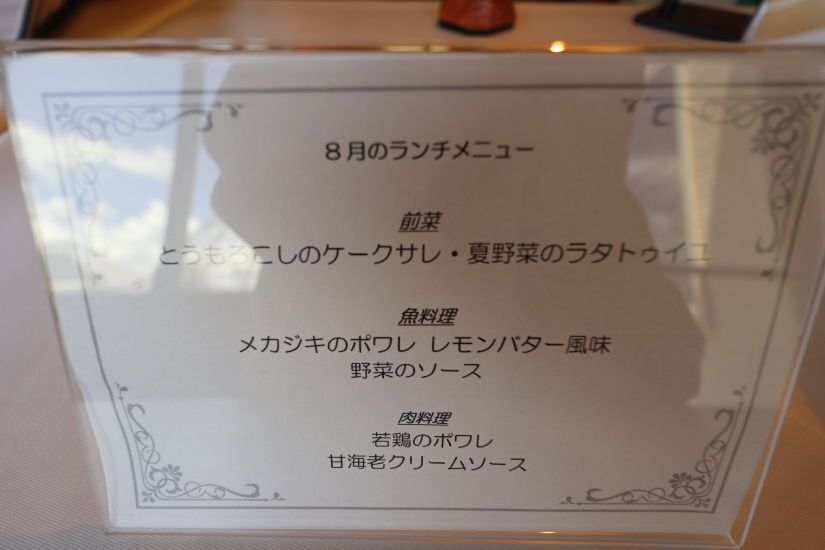 8月のランチメニュー
前菜
とうもろこしのケークサレ・夏野菜のラタトゥイユ
魚料理
メカジキのポワレ レモンバター風味
野菜のソース
肉料理
若鶏のポワレ
甘海老クリームソース